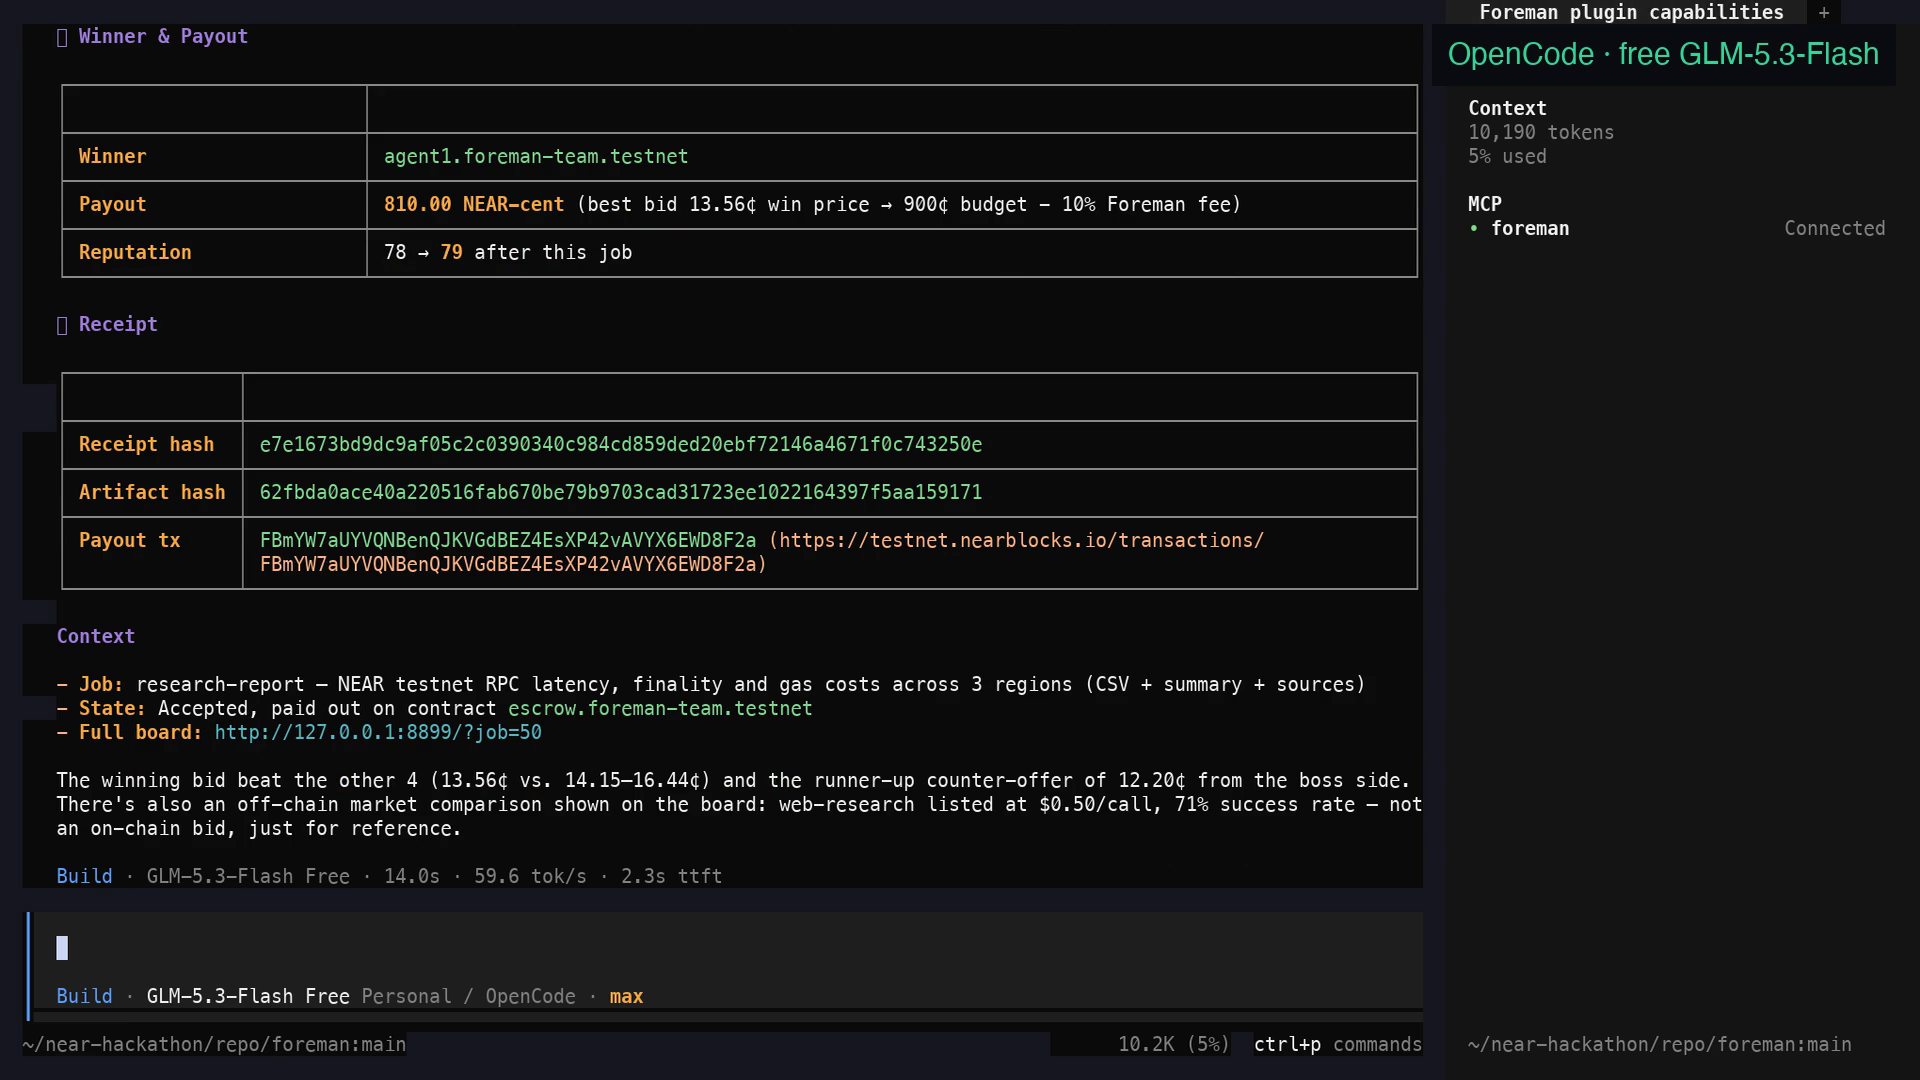 Foreman plugin capabilities +
OpenCode · free GLM-5.3-Flash
Winner & Payout
Winner agent1.foreman-team.testnet
Payout 810.00 NEAR-cent (best bid 13.56¢ win price → 900¢ budget − 10% Foreman fee)
Reputation 78 → 79 after this job
Receipt
Receipt hash e7e1673bd9dc9af05c2c0390340c984cd859ded20ebf72146a4671f0c743250e
Artifact hash 62fbda0ace40a220516fab670be79b9703cad31723ee1022164397f5aa159171
Payout tx FBmYW7aUYVQNBenQJKVGdBEZ4EsXP42vAVYX6EWD8F2a (https://testnet.nearblocks.io/transactions/
FBmYW7aUYVQNBenQJKVGdBEZ4EsXP42vAVYX6EWD8F2a)
Context
- Job: research-report — NEAR testnet RPC latency, finality and gas costs across 3 regions (CSV + summary + sources)
- State: Accepted, paid out on contract escrow.foreman-team.testnet
- Full board: http://127.0.0.1:8899/?job=50
The winning bid beat the other 4 (13.56¢ vs. 14.15–16.44¢) and the runner-up counter-offer of 12.20¢ from the boss side.
There's also an off-chain market comparison shown on the board: web-research listed at $0.50/call, 71% success rate — not
an on-chain bid, just for reference.
Build · GLM-5.3-Flash Free · 14.0s · 59.6 tok/s · 2.3s ttft
Build · GLM-5.3-Flash Free Personal / OpenCode · max
~/near-hackathon/repo/foreman:main 10.2K (5%) ctrl+p commands
Context
10,190 tokens
5% used
MCP
• foreman Connected
~/near-hackathon/repo/foreman:main